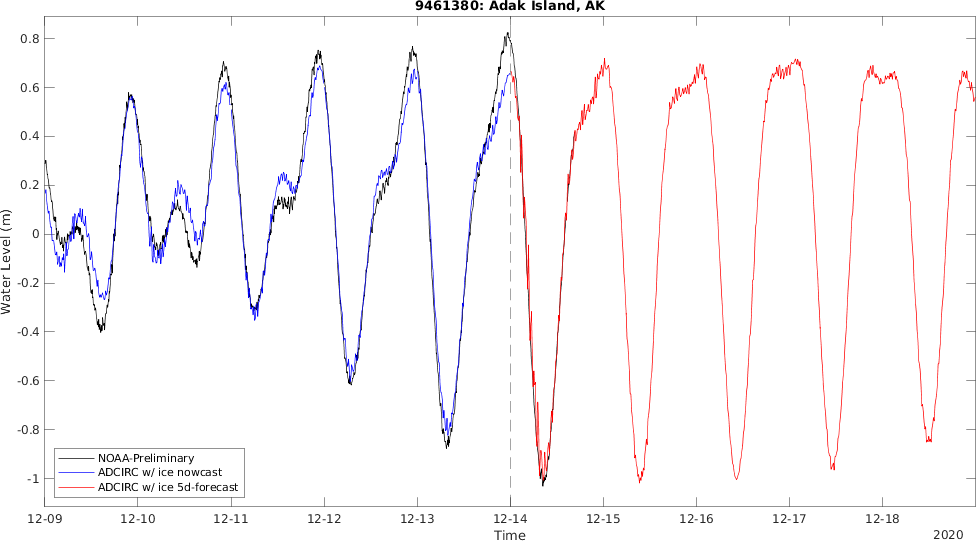 9461380: Adak Island, AK
Water Level (m)
0.8
0.6
0.4
0.2
0
-0.2
-0.4
-0.6
-0.8
-1
NOAA-Preliminary
ADCIRC w/ ice nowcast
ADCIRC w/ ice 5d-forecast
12-09 12-10 12-11 12-12 12-13 12-14 12-15 12-16 12-17 12-18
Time
2020